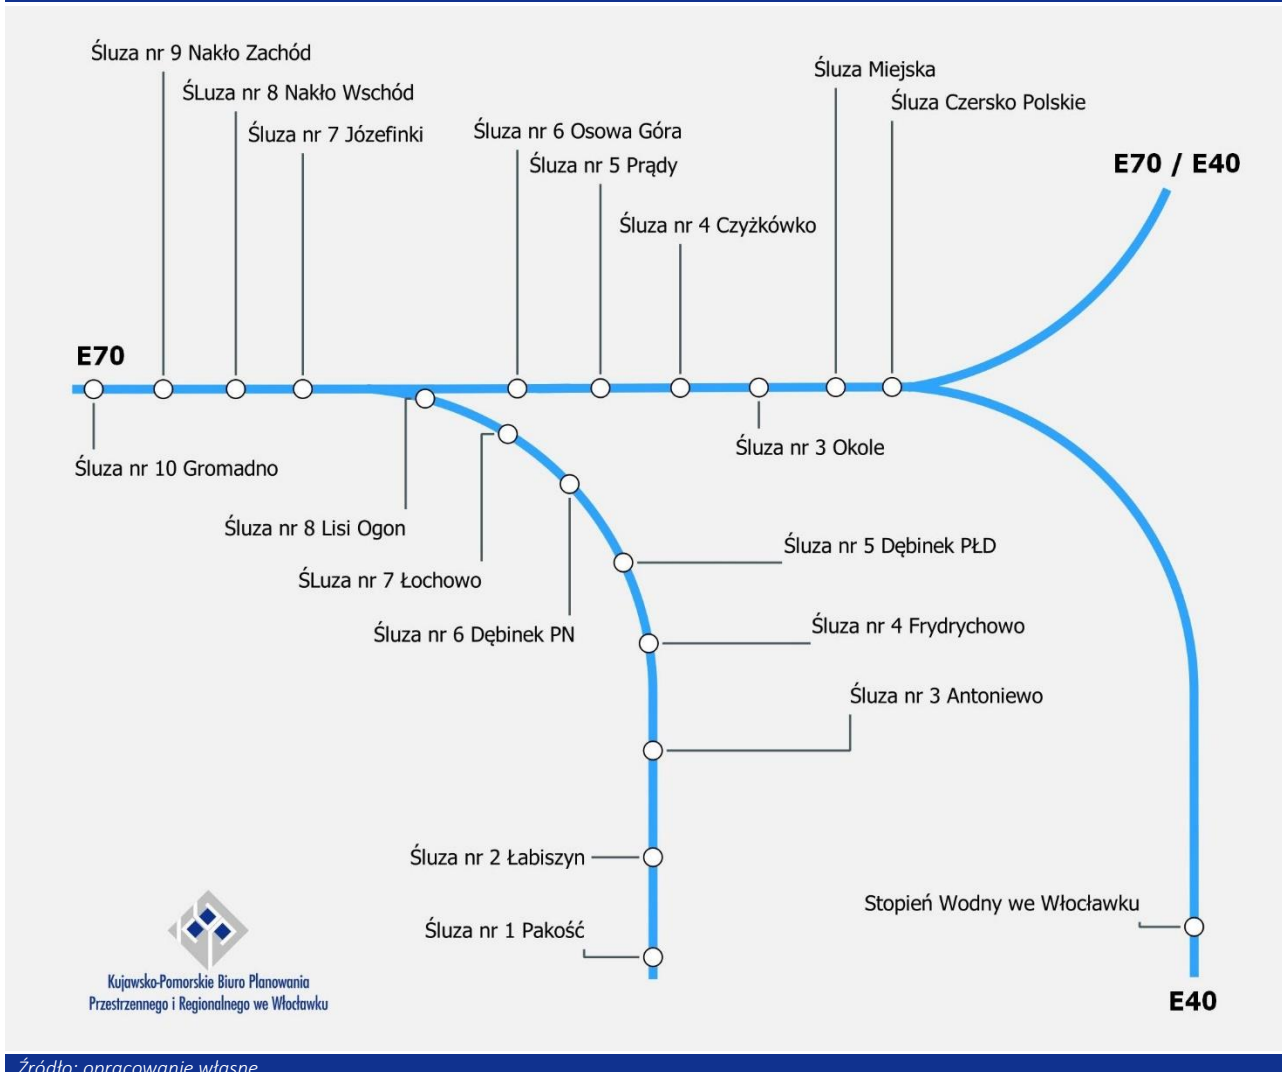 Śluza nr 9 Nakło Zachód
ŚLuza nr 8 Nakło Wschód
Śluza nr 7 Józefinki
Śluza nr 6 Osowa Góra
Śluza nr 5 Prądy
Śluza nr 4 Czyżkówko
Śluza Miejska
Śluza Czersko Polskie
E70 / E40
E70
Śluza nr 10 Gromadno
Śluza nr 3 Okole
Śluza nr 8 Lisi Ogon
ŚLuza nr 7 Łochowo
Śluza nr 6 Dębinek PN
Śluza nr 5 Dębinek PŁD
Śluza nr 4 Frydrychowo
Śluza nr 3 Antoniewo
Śluza nr 2 Łabiszyn
Śluza nr 1 Pakość
Stopień Wodny we Włocławku
E40
Kujawsko-Pomorskie Biuro Planowania
Przestrzennego i Regionalnego we Włocławku
Źródło: opracowanie własne